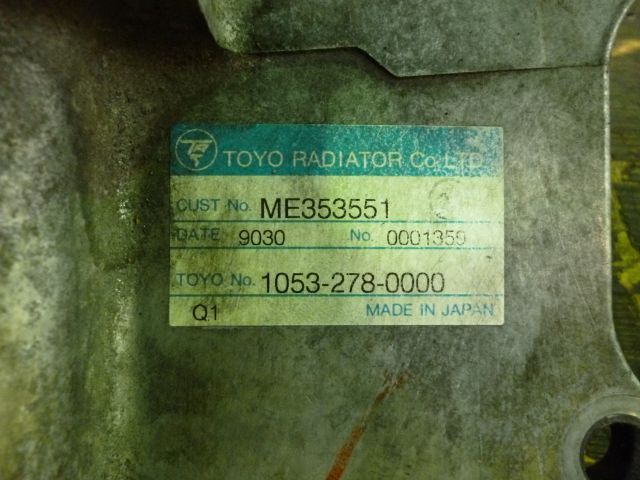 TOYO RADIATOR Co., LTD.
CUST No. ME353551
DATE 9030 No. 0001359
TOYO No. 1053-278-0000
Q1 MADE IN JAPAN